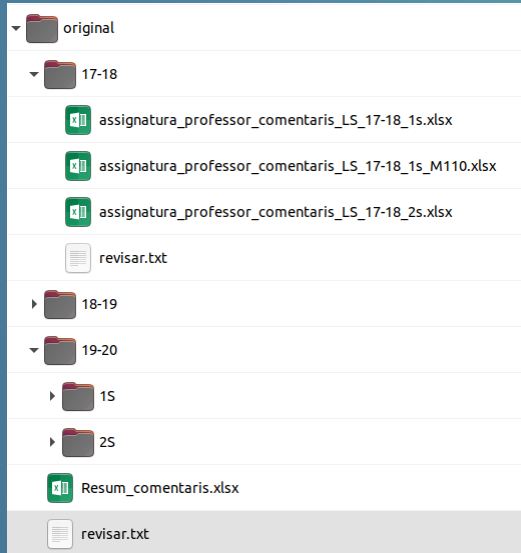 original
17-18
assignatura_professor_comentaris_LS_17-18_1s.xlsx
assignatura_professor_comentaris_LS_17-18_1s_M110.xlsx
assignatura_professor_comentaris_LS_17-18_2s.xlsx
revisar.txt
18-19
19-20
1S
2S
Resum_comentaris.xlsx
revisar.txt